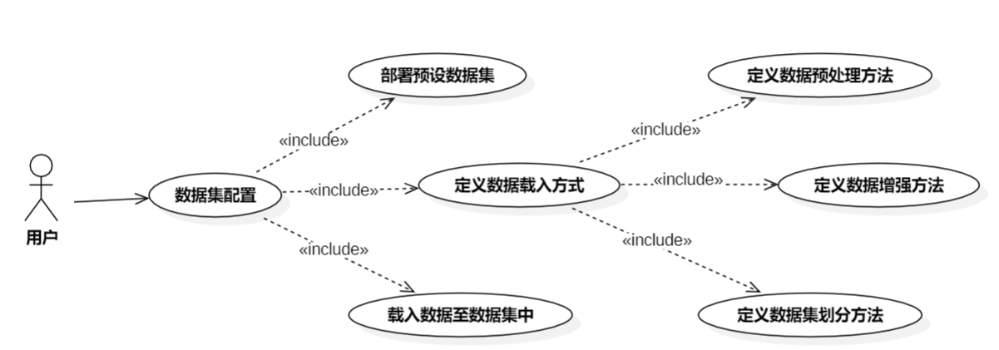 部署预设数据集
定义数据预处理方法
«include»
«include»
用户
数据集配置
«include»
定义数据载入方式
«include»
定义数据增强方法
«include»
«include»
载入数据至数据集中
定义数据集划分方法